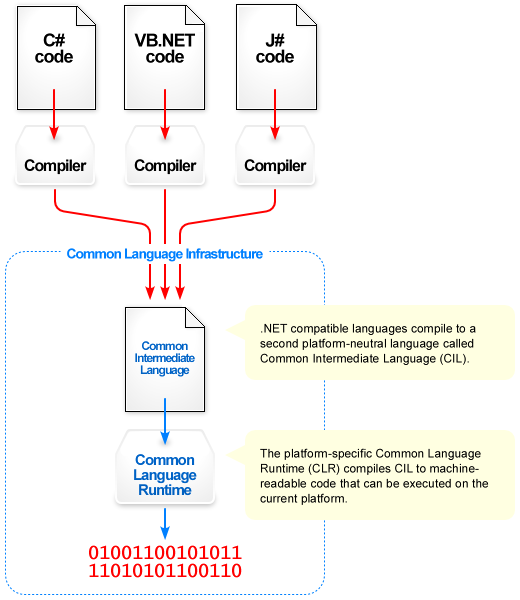 C#
code
VB.NET
code
J#
code
Compiler
Compiler
Compiler
Common Language Infrastructure
Common
Intermediate
Language
.NET compatible languages compile to a
second platform-neutral language called
Common Intermediate Language (CIL).
Common
Language
Runtime
The platform-specific Common Language
Runtime (CLR) compiles CIL to machine-
readable code that can be executed on the
current platform.
01001100101011
11010101100110